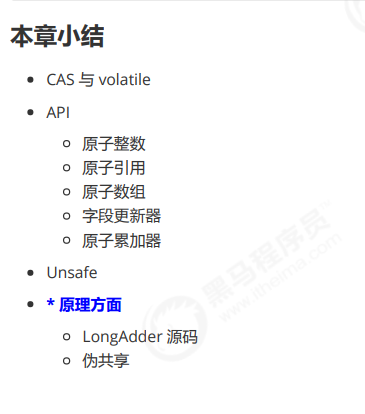 本章小结
CAS 与 volatile
API
原子整数
原子引用
原子数组
字段更新器
原子累加器
Unsafe
* 原理方面
LongAdder 源码
伪共享
黑马程序员
www.itheima.com